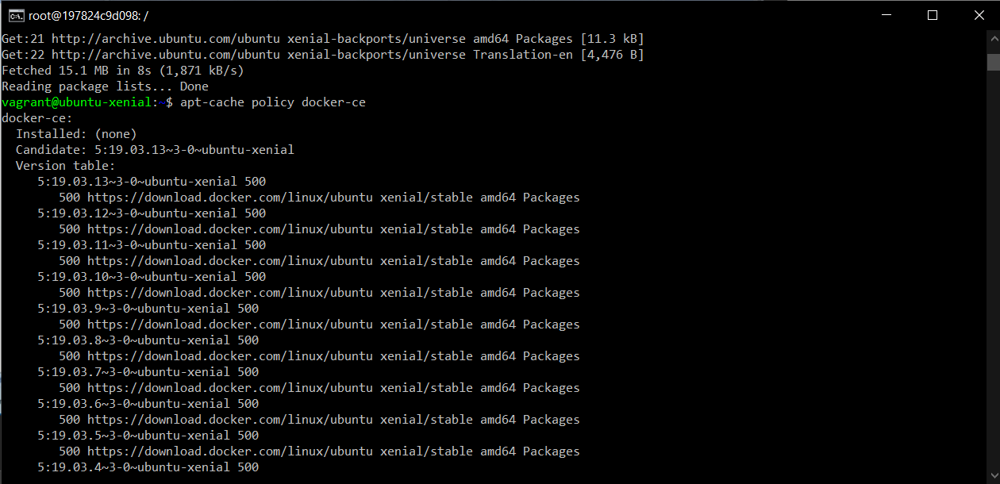 root@197824c9d098: /
Get:21 http://archive.ubuntu.com/ubuntu xenial-backports/universe amd64 Packages [11.3 kB]
Get:22 http://archive.ubuntu.com/ubuntu xenial-backports/universe Translation-en [4,476 B]
Fetched 15.1 MB in 8s (1,871 kB/s)
Reading package lists... Done
vagrant@ubuntu-xenial:~$ apt-cache policy docker-ce
docker-ce:
  Installed: (none)
  Candidate: 5:19.03.13~3-0~ubuntu-xenial
  Version table:
     5:19.03.13~3-0~ubuntu-xenial 500
        500 https://download.docker.com/linux/ubuntu xenial/stable amd64 Packages
     5:19.03.12~3-0~ubuntu-xenial 500
        500 https://download.docker.com/linux/ubuntu xenial/stable amd64 Packages
     5:19.03.11~3-0~ubuntu-xenial 500
        500 https://download.docker.com/linux/ubuntu xenial/stable amd64 Packages
     5:19.03.10~3-0~ubuntu-xenial 500
        500 https://download.docker.com/linux/ubuntu xenial/stable amd64 Packages
     5:19.03.9~3-0~ubuntu-xenial 500
        500 https://download.docker.com/linux/ubuntu xenial/stable amd64 Packages
     5:19.03.8~3-0~ubuntu-xenial 500
        500 https://download.docker.com/linux/ubuntu xenial/stable amd64 Packages
     5:19.03.7~3-0~ubuntu-xenial 500
        500 https://download.docker.com/linux/ubuntu xenial/stable amd64 Packages
     5:19.03.6~3-0~ubuntu-xenial 500
        500 https://download.docker.com/linux/ubuntu xenial/stable amd64 Packages
     5:19.03.5~3-0~ubuntu-xenial 500
        500 https://download.docker.com/linux/ubuntu xenial/stable amd64 Packages
     5:19.03.4~3-0~ubuntu-xenial 500